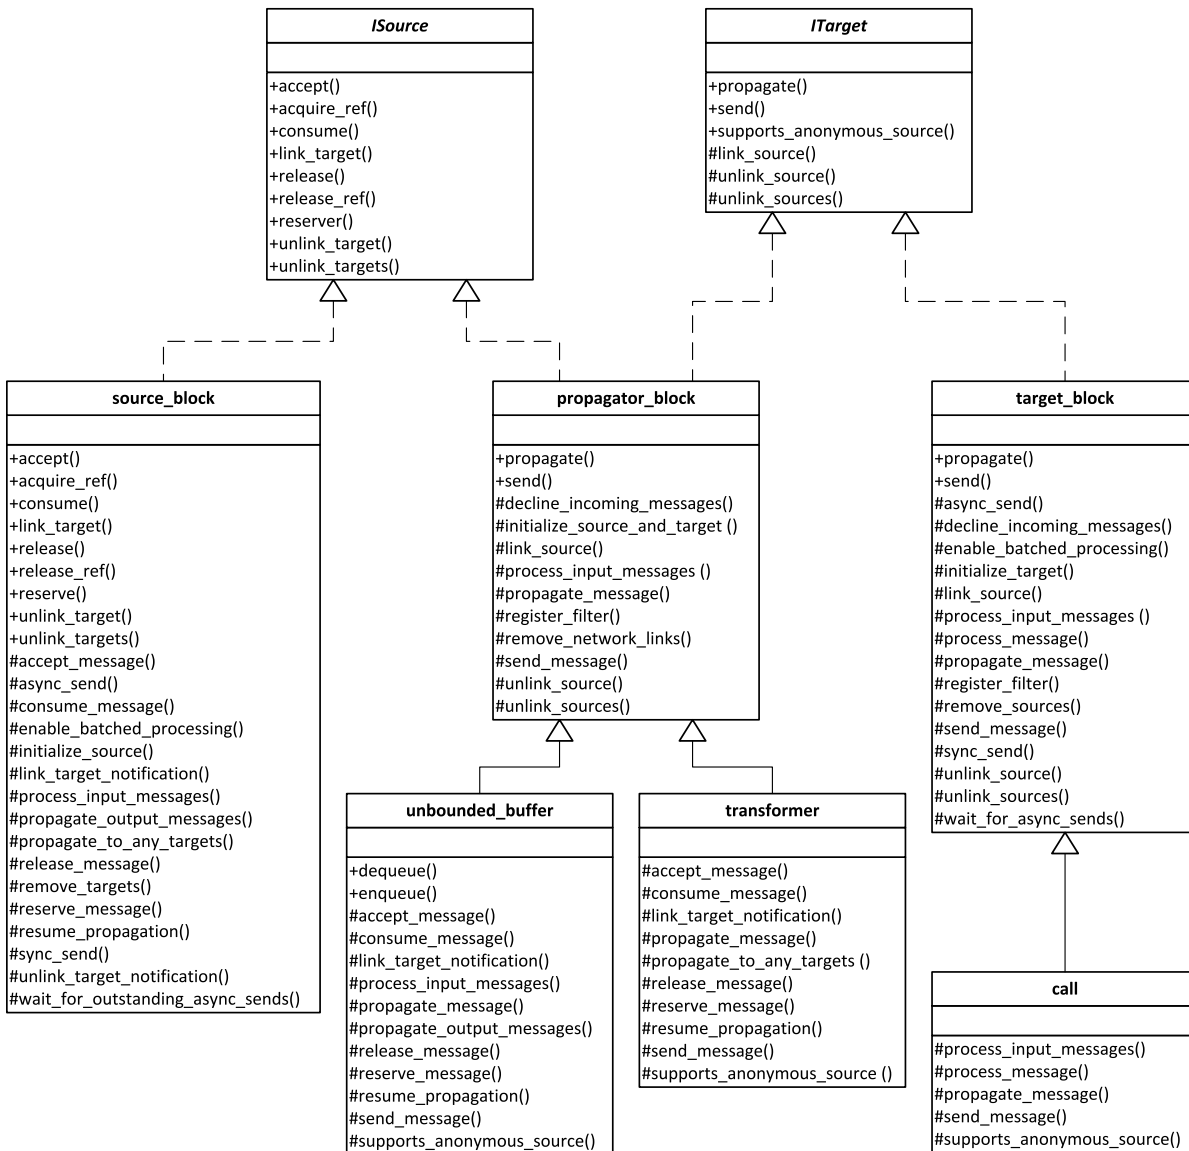 ISource
+accept()
+acquire_ref()
+consume()
+link_target()
+release()
+release_ref()
+reserver()
+unlink_target()
+unlink_targets()
ITarget
+propagate()
+send()
+supports_anonymous_source()
#link_source()
#unlink_source()
#unlink_sources()
source_block
+accept()
+acquire_ref()
+consume()
+link_target()
+release()
+release_ref()
+reserve()
+unlink_target()
+unlink_targets()
#accept_message()
#async_send()
#consume_message()
#enable_batched_processing()
#initialize_source()
#link_target_notification()
#process_input_messages()
#propagate_output_messages()
#propagate_to_any_targets()
#release_message()
#remove_targets()
#reserve_message()
#resume_propagation()
#sync_send()
#unlink_target_notification()
#wait_for_outstanding_async_sends()
propagator_block
+propagate()
+send()
#decline_incoming_messages()
#initialize_source_and_target ()
#link_source()
#process_input_messages ()
#propagate_message()
#register_filter()
#remove_network_links()
#send_message()
#unlink_source()
#unlink_sources()
target_block
+propagate()
+send()
#async_send()
#decline_incoming_messages()
#enable_batched_processing()
#initialize_target()
#link_source()
#process_input_messages ()
#process_message()
#propagate_message()
#register_filter()
#remove_sources()
#send_message()
#sync_send()
#unlink_source()
#unlink_sources()
#wait_for_async_sends()
unbounded_buffer
+dequeue()
+enqueue()
#accept_message()
#consume_message()
#link_target_notification()
#process_input_messages()
#propagate_message()
#propagate_output_messages()
#release_message()
#reserve_message()
#resume_propagation()
#send_message()
#supports_anonymous_source()
transformer
#accept_message()
#consume_message()
#link_target_notification()
#propagate_message()
#propagate_to_any_targets ()
#release_message()
#reserve_message()
#resume_propagation()
#send_message()
#supports_anonymous_source ()
call
#process_input_messages()
#process_message()
#propagate_message()
#send_message()
#supports_anonymous_source()